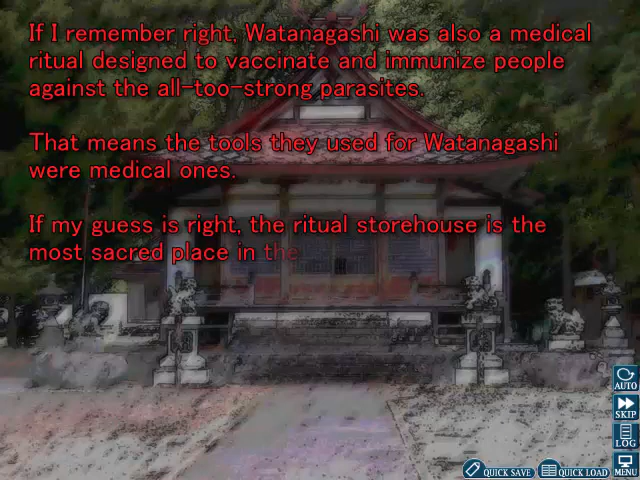 If I remember right, Watanagashi was also a medical
ritual designed to vaccinate and immunize people
against the all-too-strong parasites.
That means the tools they used for Watanagashi
were medical ones.
If my guess is right, the ritual storehouse is the
most sacred place in the
AUTO
SKIP
LOG
QUICK SAVE
QUICK LOAD
MENU